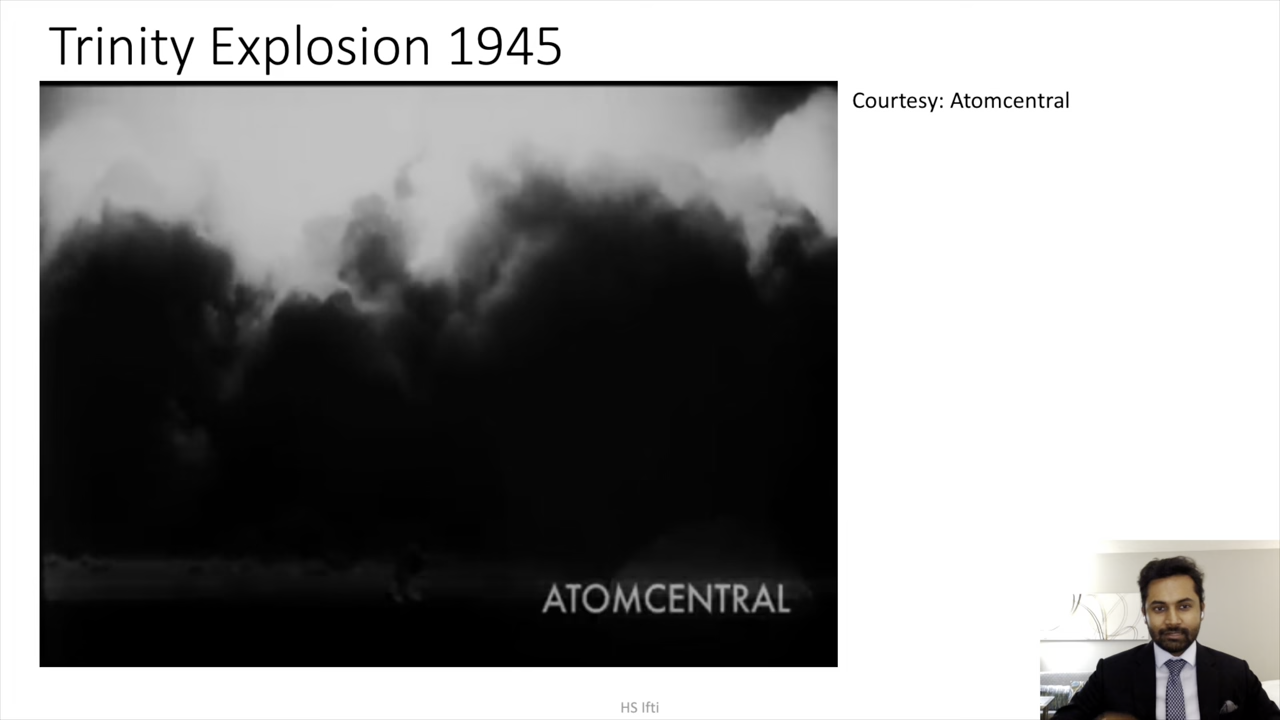 Trinity Explosion 1945
Courtesy: Atomcentral
ATOMCENTRAL
HS Ifti